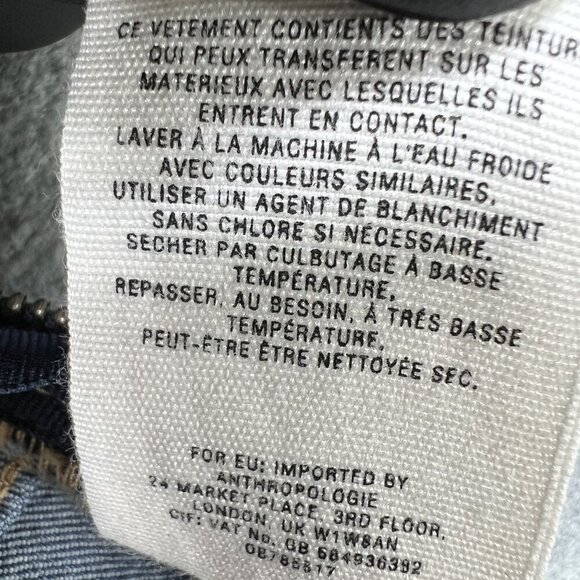 CE VETEMENT CONTIENTS DES TEINTUR
QUI PEUX TRANSFERENT SUR LES
MATERIEUX AVEC LESQUELLES ILS
ENTRENT EN CONTACT.
LAVER À LA MACHINE À L'EAU FROIDE
AVEC COULEURS SIMILAIRES,
UTILISER UN AGENT DE BLANCHIMENT
SANS CHLORE SI NÉCESSAIRE.
SECHER PAR CULBUTAGE À BASSE
TEMPÉRATURE,
REPASSER, AU BESOIN, À TRÉS BASSE
TEMPÉRATURE,
PEUT-ÊTRE ÊTRE NETTOYÉE SEC.
FOR EU: IMPORTED BY
ANTHROPOLOGIE
24 MARKET PLACE, 3RD FLOOR,
LONDON, UK W1W8AN
CIF: VAT No. GB 684936392